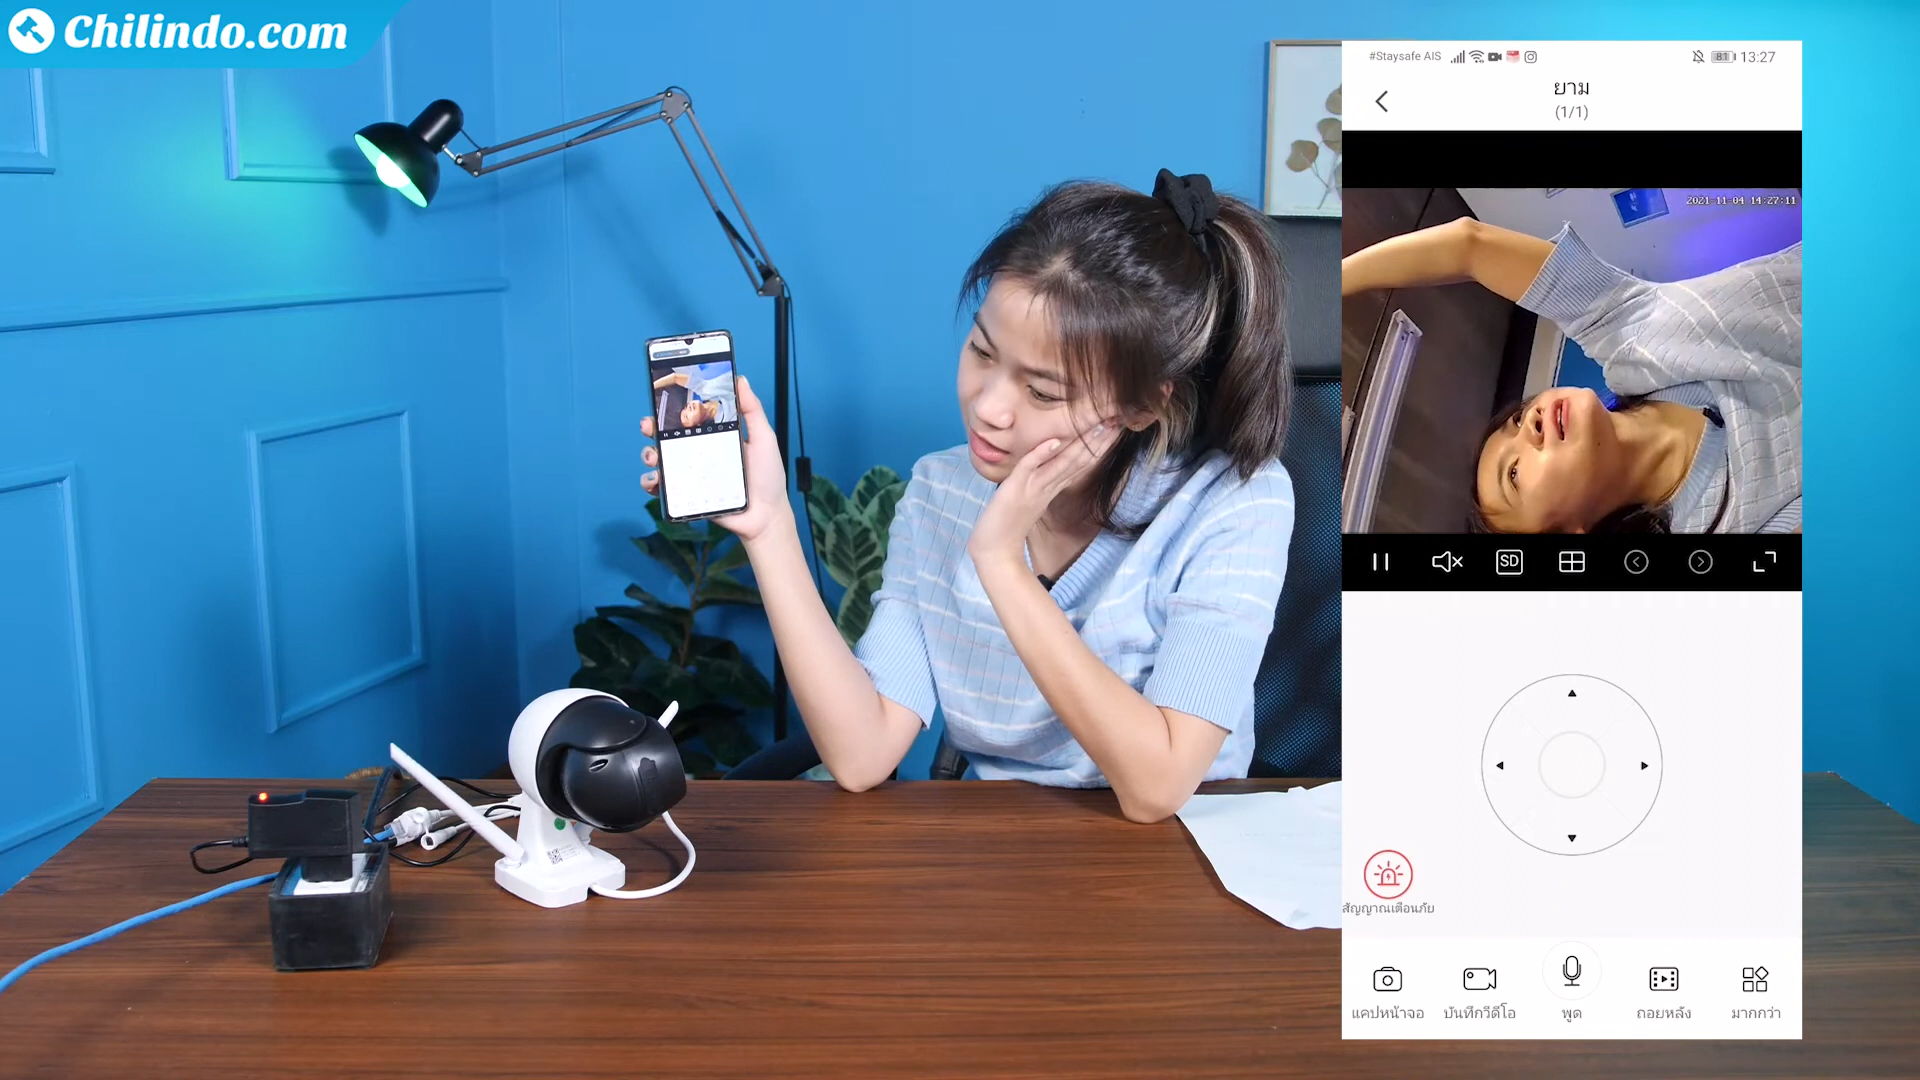 Chilindo.com
#Staysafe AIS
81
13:27
ยาม
(1/1)
2021-11-04 14:27:11
SD
สัญญาณเตือนภัย
แคปหน้าจอ
บันทึกวีดีโอ
พูด
ถอยหลัง
มากกว่า